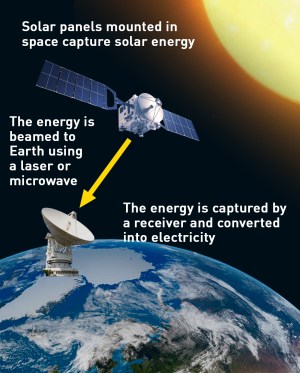 Solar panels mounted in
space capture solar energy
The energy is
beamed to
Earth using
a laser or
microwave
The energy is captured by
a receiver and converted
into electricity